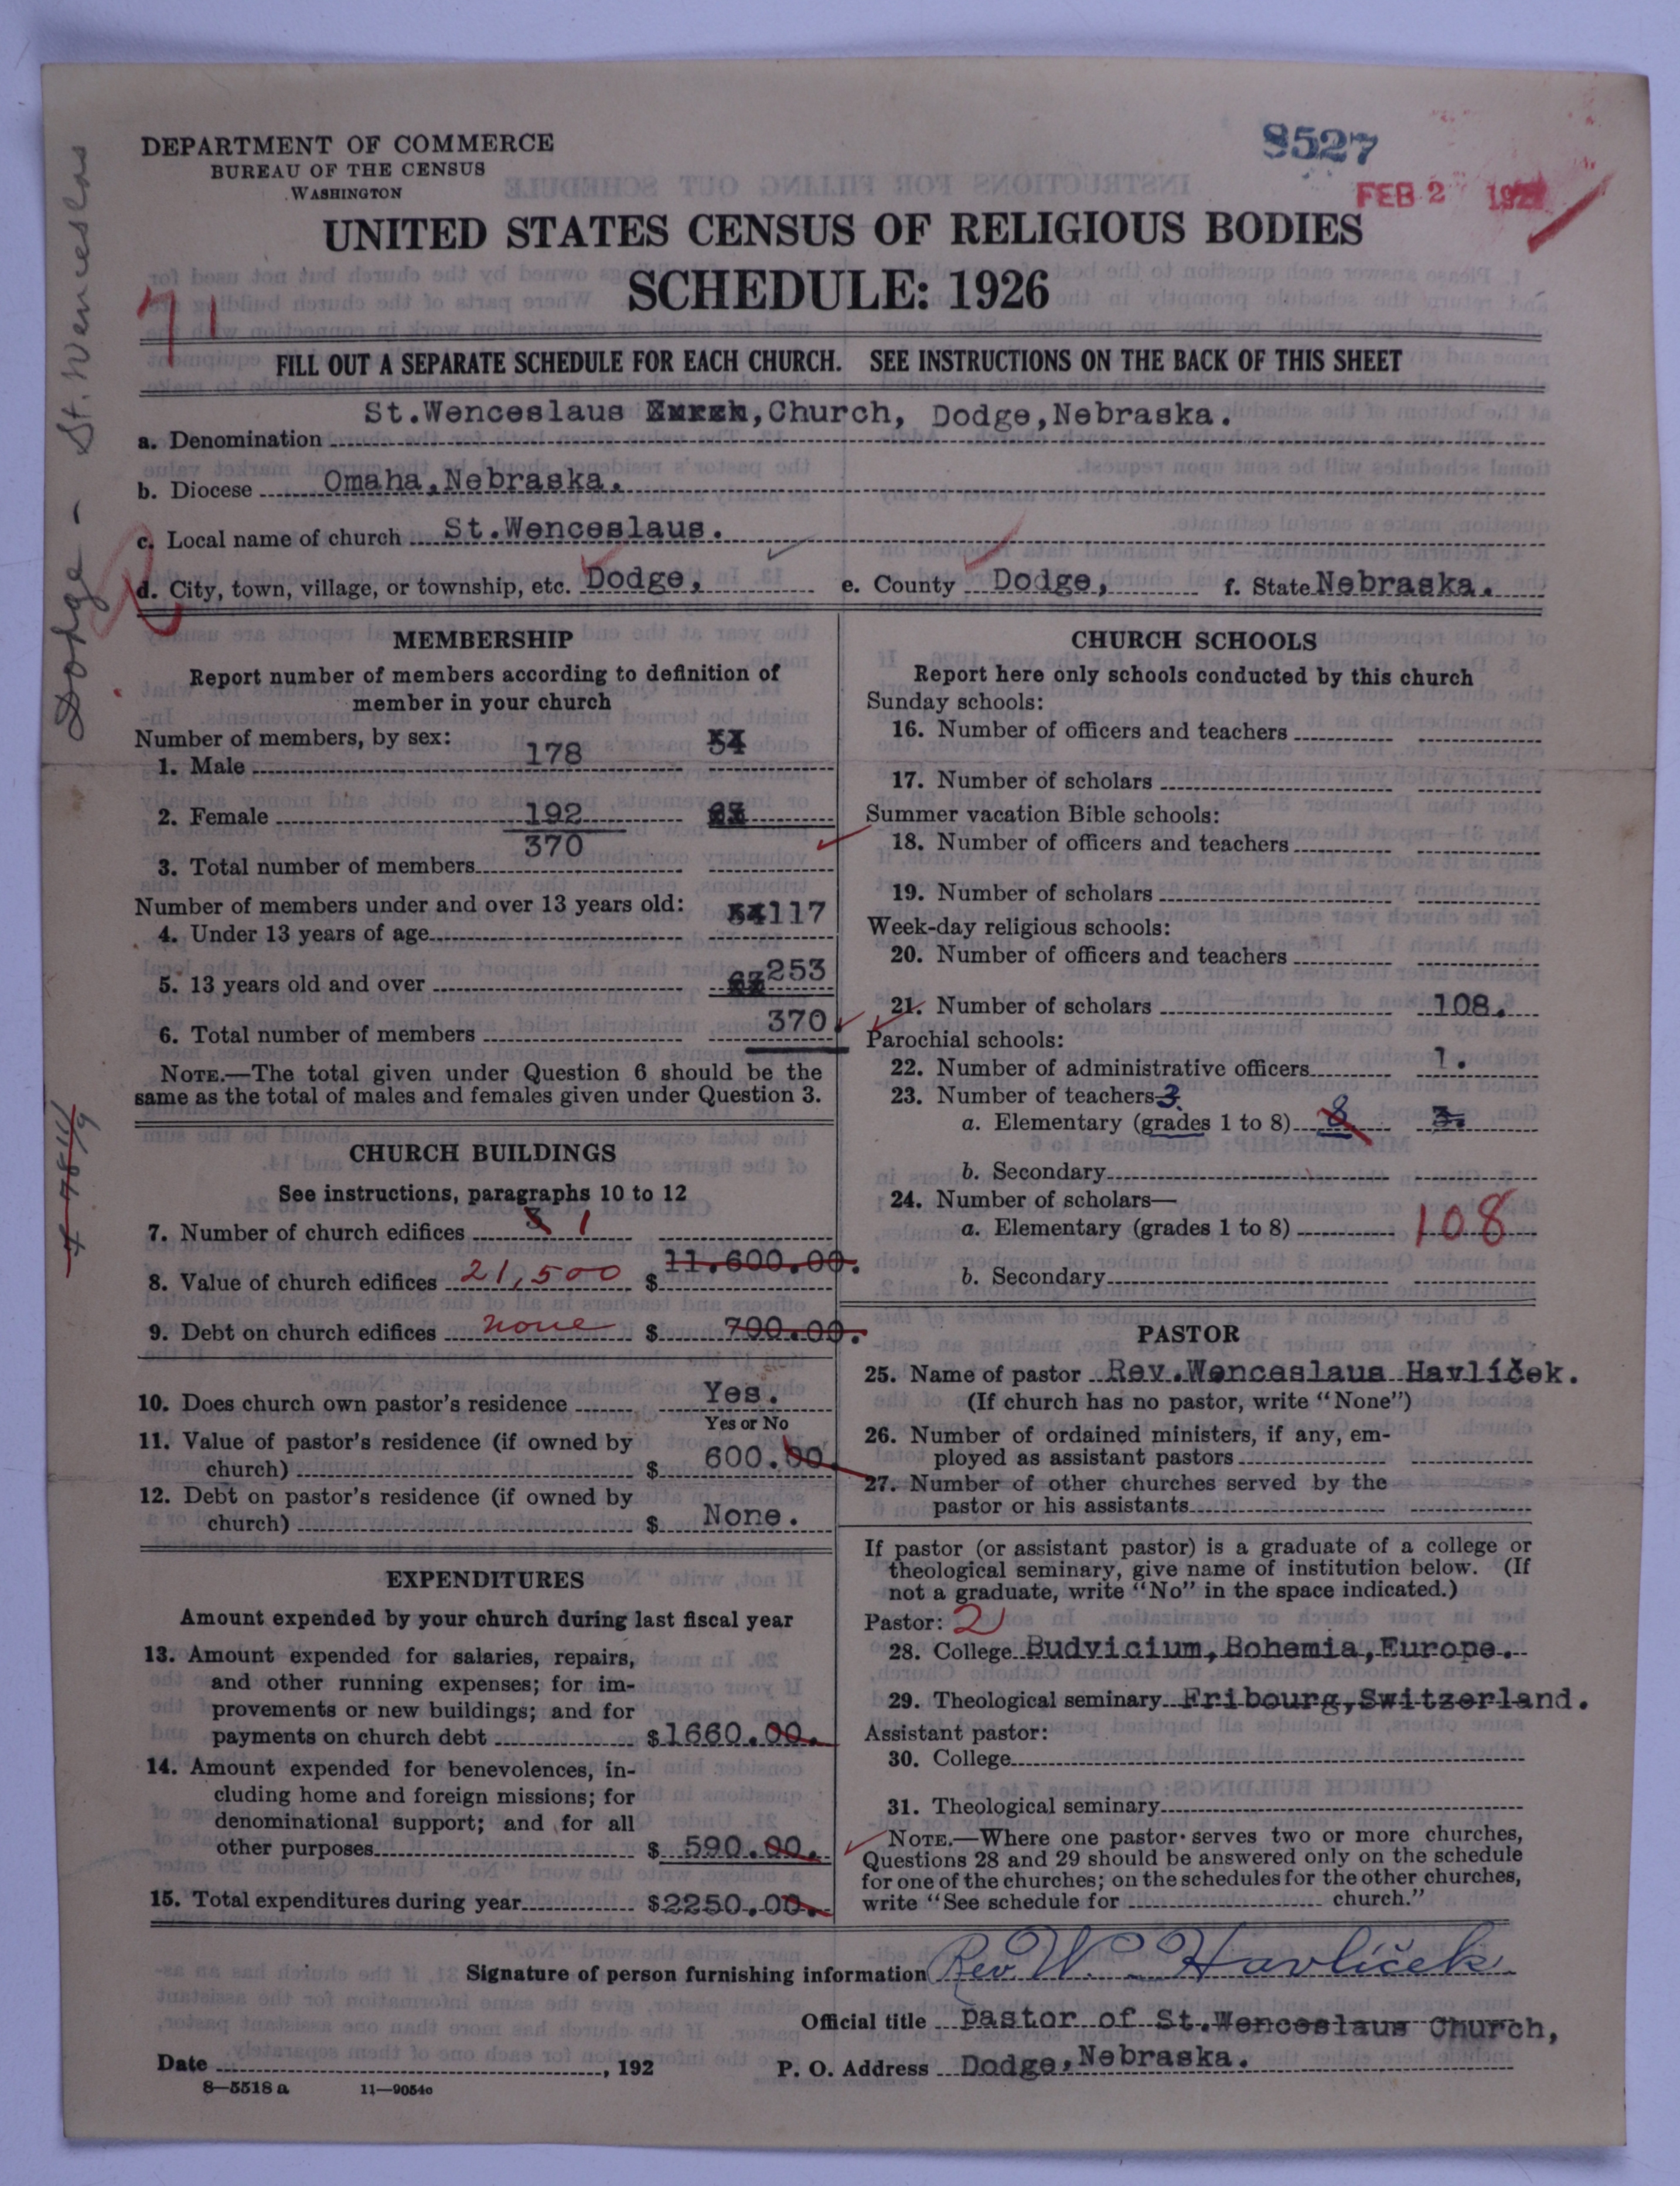 DEPARTMENT OF COMMERCE
BUREAU OF THE CENSUS
WASHINGTON
8527
FEB 2 192
UNITED STATES CENSUS OF RELIGIOUS BODIES
SCHEDULE: 1926
71
FILL OUT A SEPARATE SCHEDULE FOR EACH CHURCH. SEE INSTRUCTIONS ON THE BACK OF THIS SHEET
Dodge - St. Wenceslas
a. Denomination St.Wenceslaus ,Church, Dodge,Nebraska.
b. Diocese Omaha,Nebraska.
c. Local name of church St.Wenceslaus.
d. City, town, village, or township, etc. Dodge, e. County Dodge, f. State Nebraska.
MEMBERSHIP
Report number of members according to definition of
member in your church
Number of members, by sex:
1. Male 178 54
2. Female 192 63
3. Total number of members 370
Number of members under and over 13 years old:
4. Under 13 years of age 54 117
5. 13 years old and over 63 253
6. Total number of members 370
NOTE.—The total given under Question 6 should be the
same as the total of males and females given under Question 3.
CHURCH BUILDINGS
See instructions, paragraphs 10 to 12
7. Number of church edifices 3 1
8. Value of church edifices 21,500 $ 11.600.00.
9. Debt on church edifices none $ 700.00.
10. Does church own pastor's residence Yes.
Yes or No
11. Value of pastor's residence (if owned by
church) $ 600.00.
12. Debt on pastor's residence (if owned by
church) $ None.
EXPENDITURES
Amount expended by your church during last fiscal year
13. Amount expended for salaries, repairs,
and other running expenses; for im-
provements or new buildings; and for
payments on church debt $1660.00.
14. Amount expended for benevolences, in-
cluding home and foreign missions; for
denominational support; and for all
other purposes $ 590.00.
15. Total expenditures during year $2250.00.
CHURCH SCHOOLS
Report here only schools conducted by this church
Sunday schools:
16. Number of officers and teachers
17. Number of scholars
Summer vacation Bible schools:
18. Number of officers and teachers
19. Number of scholars
Week-day religious schools:
20. Number of officers and teachers
21. Number of scholars 108.
Parochial schools:
22. Number of administrative officers 1.
23. Number of teachers 3
a. Elementary (grades 1 to 8) 8 3.
b. Secondary
24. Number of scholars—
a. Elementary (grades 1 to 8) 108
b. Secondary
PASTOR
25. Name of pastor Rev.Wenceslaus Havlíček.
(If church has no pastor, write "None")
26. Number of ordained ministers, if any, em-
ployed as assistant pastors
27. Number of other churches served by the
pastor or his assistants
If pastor (or assistant pastor) is a graduate of a college or
theological seminary, give name of institution below. (If
not a graduate, write "No" in the space indicated.)
Pastor: 2
28. College Budvicium,Bohemia,Europe.
29. Theological seminary Fribourg,Switzerland.
Assistant pastor:
30. College
31. Theological seminary
NOTE.—Where one pastor serves two or more churches,
Questions 28 and 29 should be answered only on the schedule
for one of the churches; on the schedules for the other churches,
write "See schedule for church."
Signature of person furnishing information Rev. W. Havlíček
Official title pastor of St.Wenceslaus Church,
Date , 192 P. O. Address Dodge,Nebraska.
8—5518 a 11—9054c